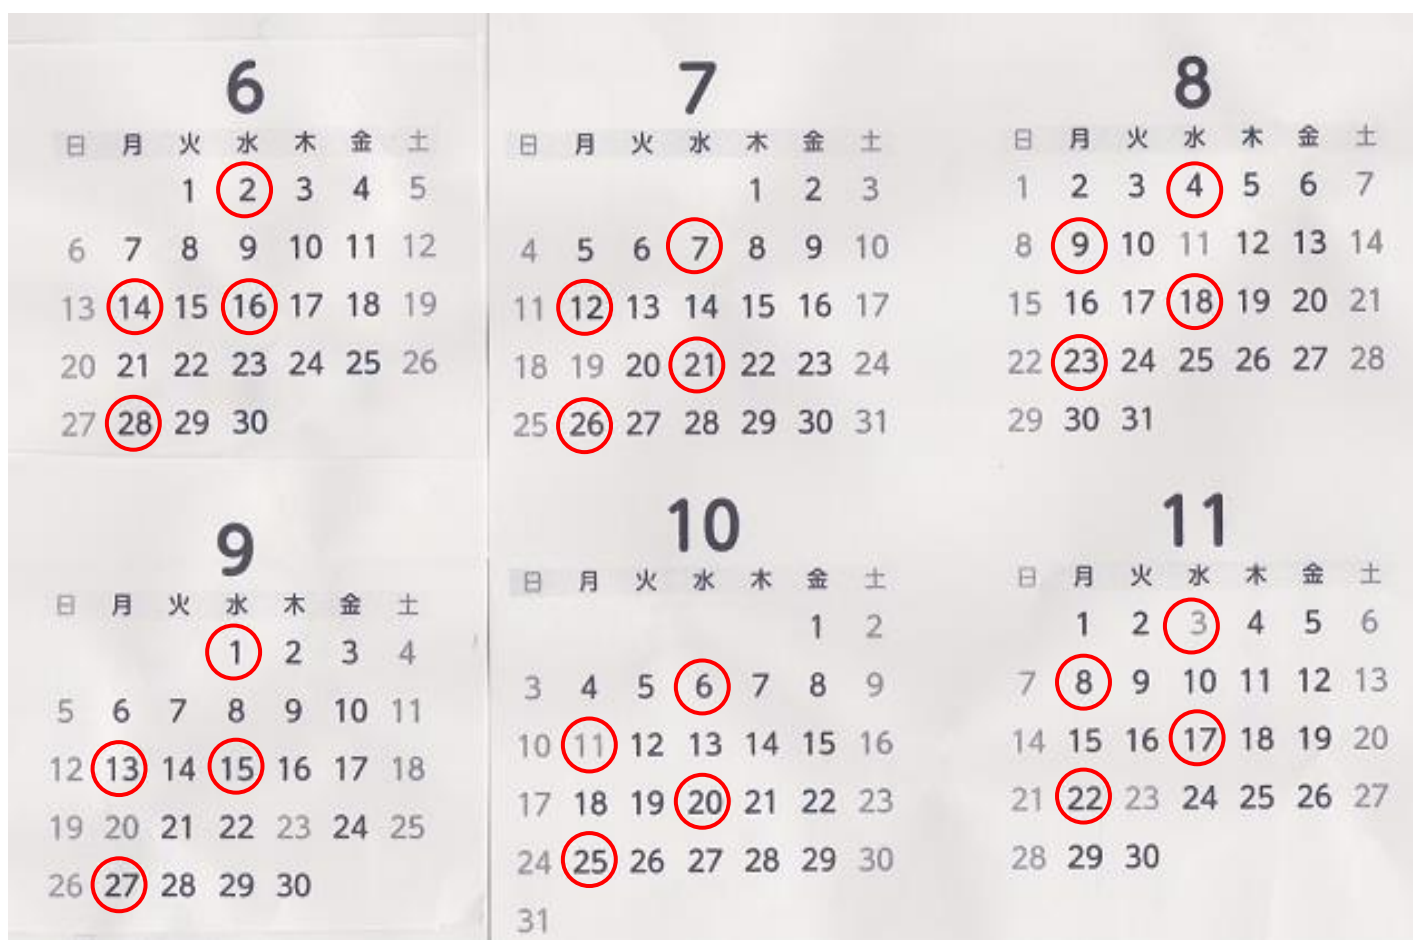 6
日 月 火 水 木 金 土
1 2 3 4 5
6 7 8 9 10 11 12
13 14 15 16 17 18 19
20 21 22 23 24 25 26
27 28 29 30
7
日 月 火 水 木 金 土
1 2 3
4 5 6 7 8 9 10
11 12 13 14 15 16 17
18 19 20 21 22 23 24
25 26 27 28 29 30 31
8
日 月 火 水 木 金 土
1 2 3 4 5 6 7
8 9 10 11 12 13 14
15 16 17 18 19 20 21
22 23 24 25 26 27 28
29 30 31
9
日 月 火 水 木 金 土
1 2 3 4
5 6 7 8 9 10 11
12 13 14 15 16 17 18
19 20 21 22 23 24 25
26 27 28 29 30
10
日 月 火 水 木 金 土
1 2
3 4 5 6 7 8 9
10 11 12 13 14 15 16
17 18 19 20 21 22 23
24 25 26 27 28 29 30
31
11
日 月 火 水 木 金 土
1 2 3 4 5 6
7 8 9 10 11 12 13
14 15 16 17 18 19 20
21 22 23 24 25 26 27
28 29 30